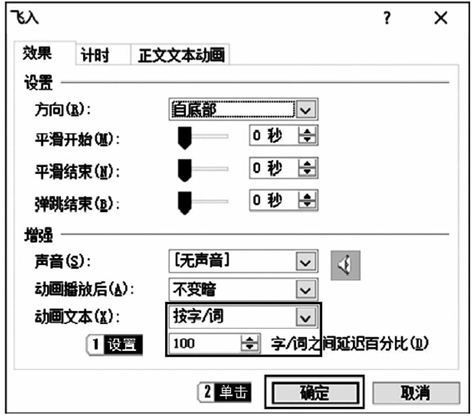 飞入 ? ×
效果 计时 正文文本动画
设置
方向(R): 自底部
平滑开始(M): 0 秒
平滑结束(N): 0 秒
弹跳结束(B): 0 秒
增强
声音(S): [无声音]
动画播放后(A): 不变暗
动画文本(X): 按字/词
1 设置 100 字/词之间延迟百分比(D)
2 单击 确定 取消